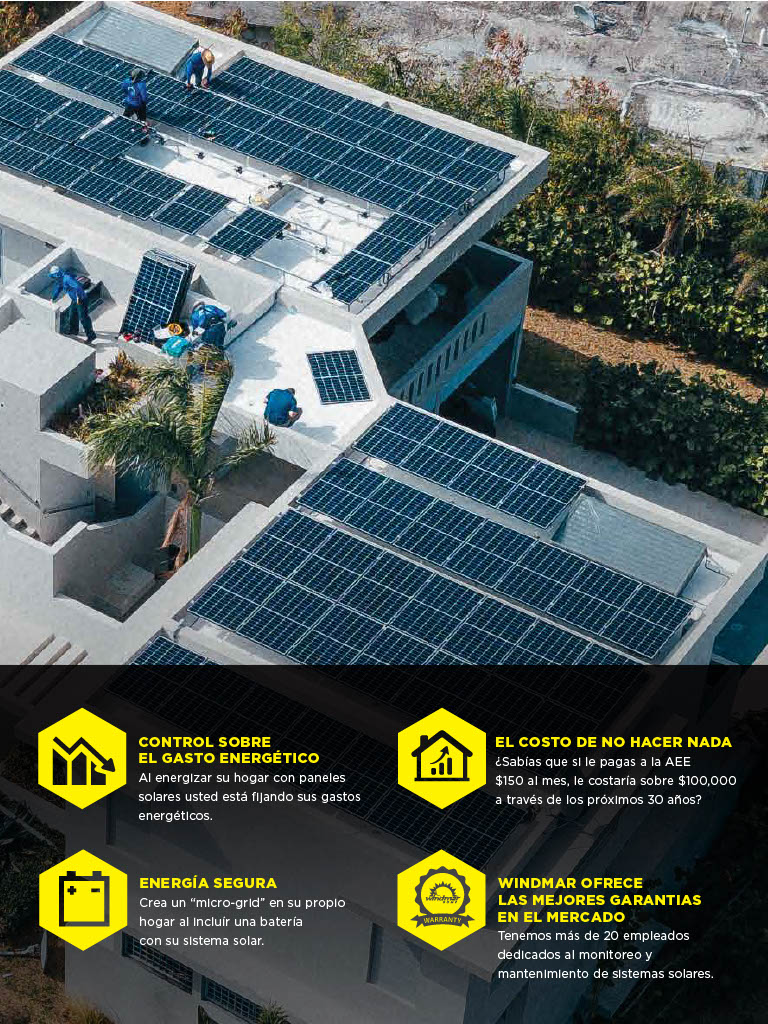 CONTROL SOBRE
EL GASTO ENERGÉTICO
Al energizar su hogar con paneles
solares usted está fijando sus gastos
energéticos.
EL COSTO DE NO HACER NADA
¿Sabías que si le pagas a la AEE
$150 al mes, le costaría sobre $100,000
a través de los próximos 30 años?
ENERGÍA SEGURA
Crea un “micro-grid” en su propio
hogar al incluír una batería
con su sistema solar.
windmar
WARRANTY
WINDMAR OFRECE
LAS MEJORES GARANTIAS
EN EL MERCADO
Tenemos más de 20 empleados
dedicados al monitoreo y
mantenimiento de sistemas solares.